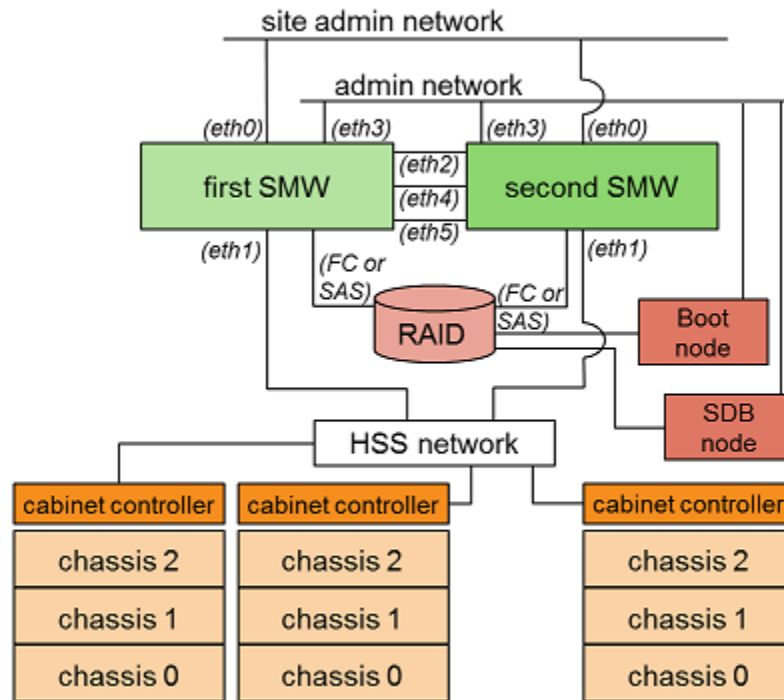 site admin network
admin network
(eth0)
(eth3)
(eth3)
(eth0)
first SMW
(eth2)
(eth4)
(eth5)
second SMW
(eth1)
(eth1)
(FC or
SAS)
(FC or
SAS)
RAID
Boot
node
SDB
node
HSS network
cabinet controller
cabinet controller
cabinet controller
chassis 2
chassis 2
chassis 2
chassis 1
chassis 1
chassis 1
chassis 0
chassis 0
chassis 0